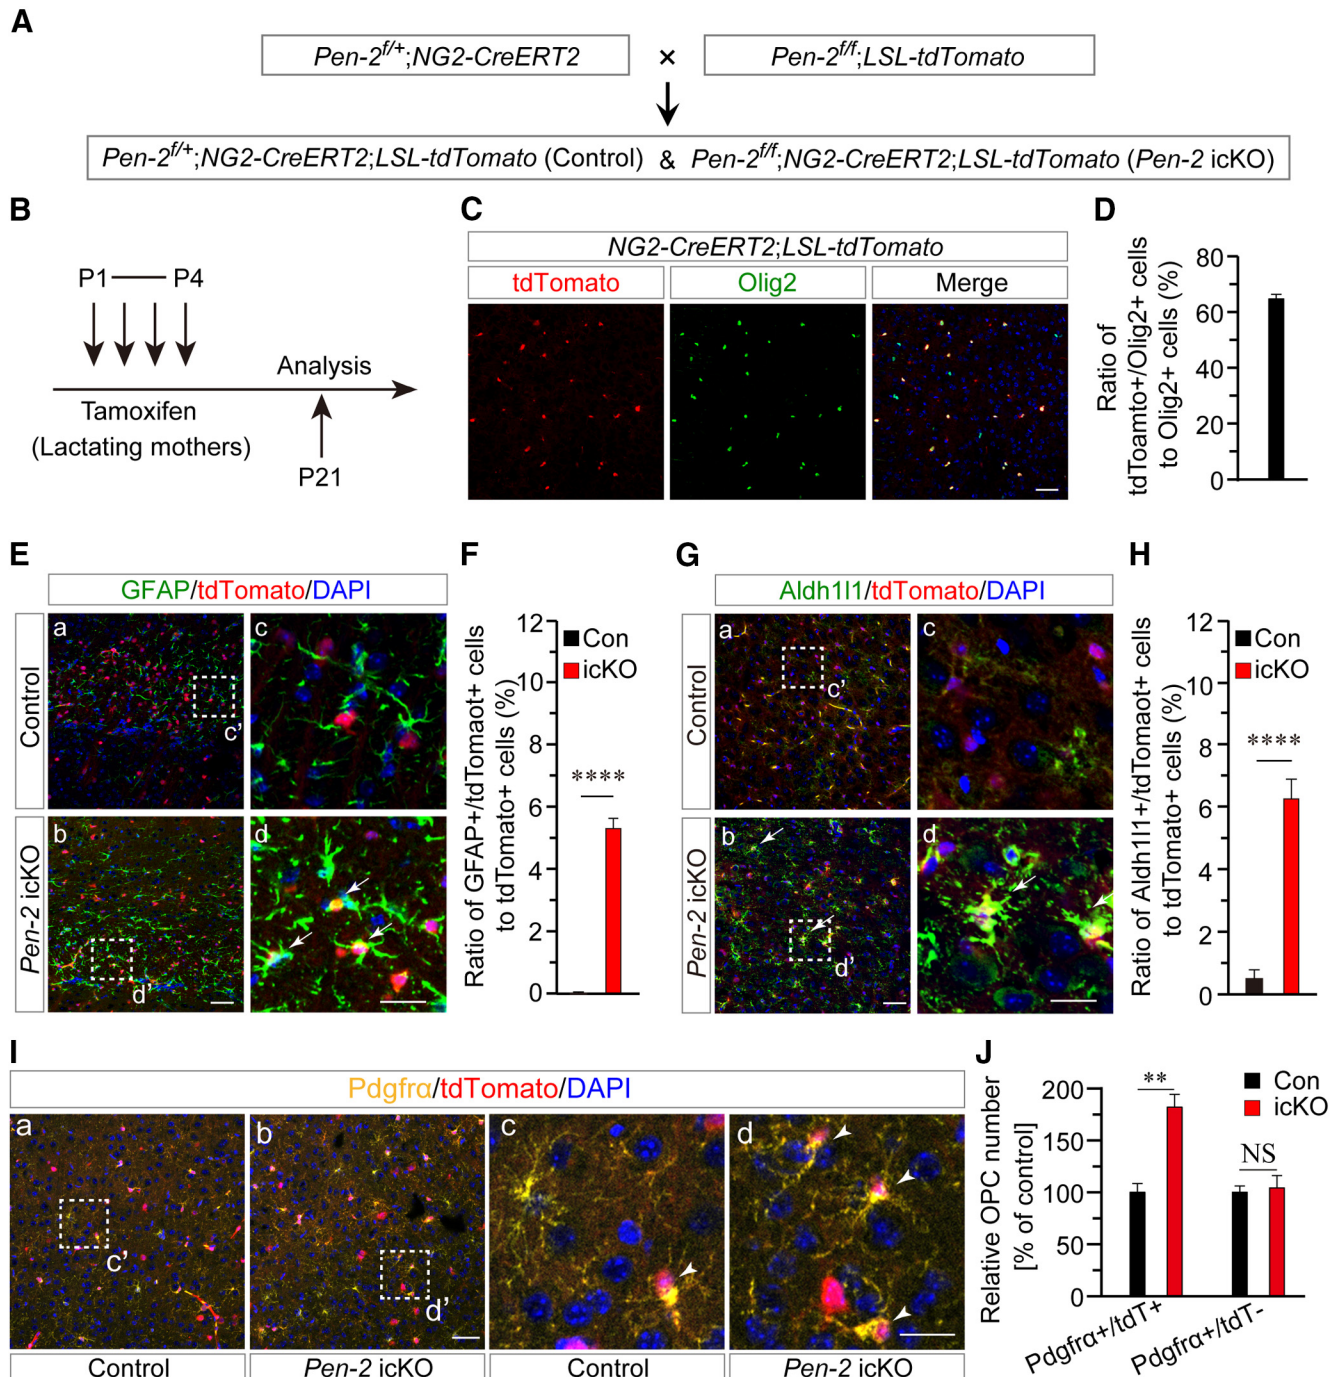 A
Pen-2f/+;NG2-CreERT2 × Pen-2f/f;LSL-tdTomato
Pen-2f/+;NG2-CreERT2;LSL-tdTomato (Control) & Pen-2f/f;NG2-CreERT2;LSL-tdTomato (Pen-2 icKO)
B
P1 P4
Analysis
Tamoxifen
(Lactating mothers)
P21
C
NG2-CreERT2;LSL-tdTomato
tdTomato Olig2 Merge
D
Ratio of
tdToamto+/Olig2+ cells
to Olig2+ cells (%)
80
60
40
20
0
E
GFAP/tdTomato/DAPI
Control
a
c'
c
Pen-2 icKO
b
d'
d
F
Ratio of GFAP+/tdTomaot+ cells
to tdTomato+ cells (%)
12
10
8
6
4
2
0
Con
icKO
****
G
Aldh1l1/tdTomato/DAPI
Control
a
c'
c
Pen-2 icKO
b
d'
d
H
Ratio of Aldh1l1+/tdTomaot+ cells
to tdTomato+ cells (%)
12
10
8
6
4
2
0
Con
icKO
****
I
Pdgfrα/tdTomato/DAPI
a
c'
b
d'
c
d
Control Pen-2 icKO Control Pen-2 icKO
J
Relative OPC number
[% of control]
200
150
100
50
0
**
NS
Con
icKO
Pdgfrα+/tdT+
Pdgfrα+/tdT-